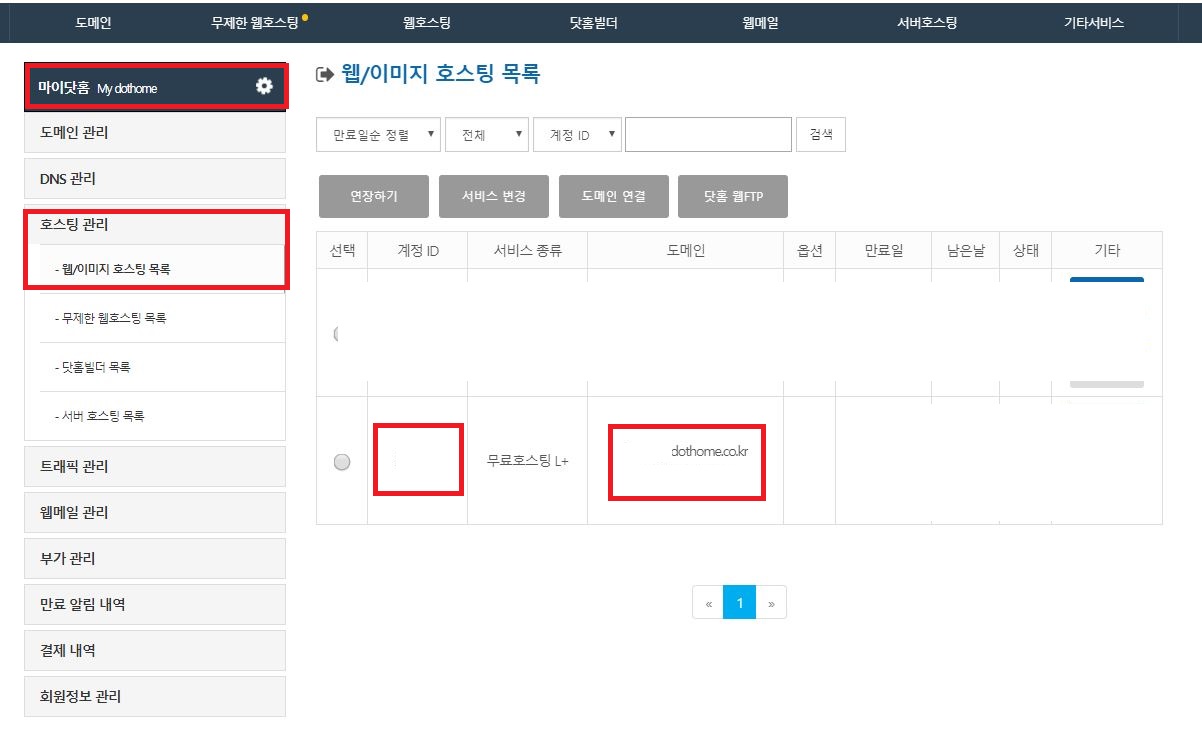 도메인 무제한 웹호스팅 웹호스팅 닷홈빌더 웹메일 서버호스팅 기타서비스
마이닷홈 My dothome
도메인 관리
DNS 관리
호스팅 관리
- 웹/이미지 호스팅 목록
- 무제한 웹호스팅 목록
- 닷홈빌더 목록
- 서버 호스팅 목록
트래픽 관리
웹메일 관리
부가 관리
만료 알림 내역
결제 내역
회원정보 관리
웹/이미지 호스팅 목록
만료일순 정렬 전체 계정 ID 검색
연장하기 서비스 변경 도메인 연결 닷홈 웹FTP
선택 계정 ID 서비스 종류 도메인 옵션 만료일 남은날 상태 기타
무료호스팅 L+ dothome.co.kr
« 1 »